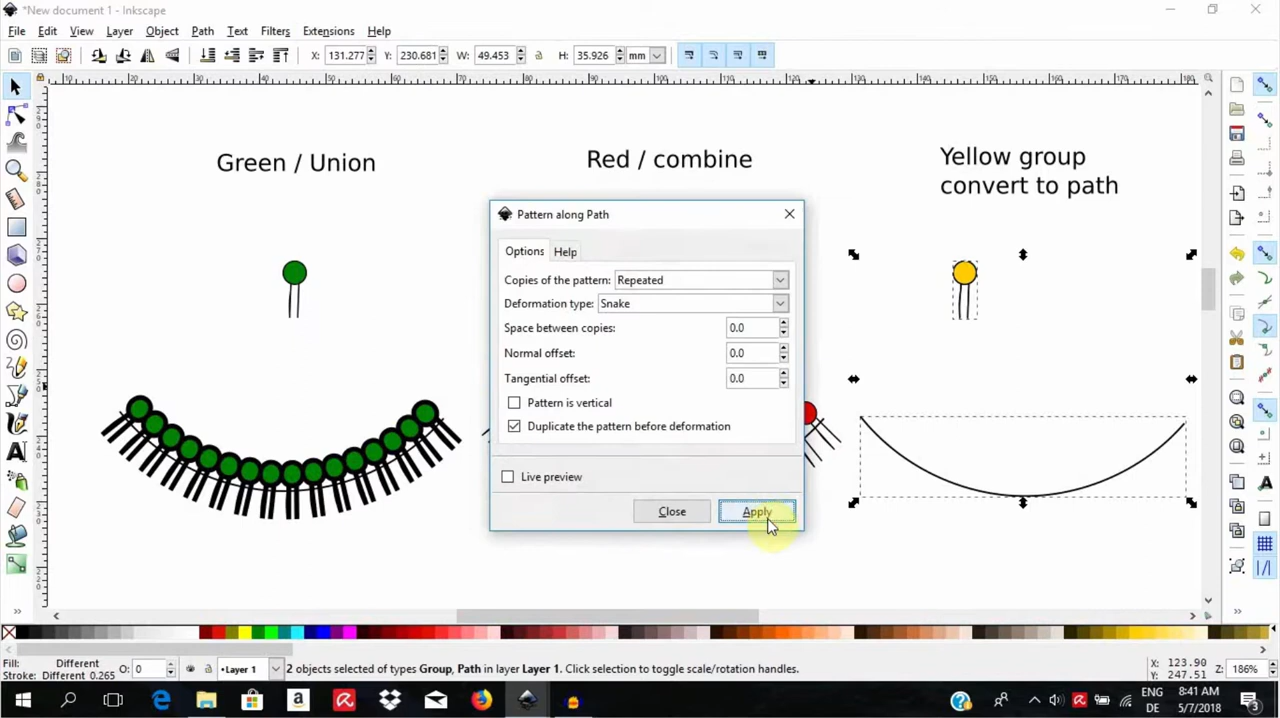 *New document 1 - Inkscape
File Edit View Layer Object Path Text Filters Extensions Help
X: 131.277 Y: 230.681 W: 49.453 H: 35.926 mm
Green / Union
Red / combine
Yellow group
convert to path
Pattern along Path
Options Help
Copies of the pattern: Repeated
Deformation type: Snake
Space between copies: 0.0
Normal offset: 0.0
Tangential offset: 0.0
Pattern is vertical
Duplicate the pattern before deformation
Live preview
Close Apply
Fill: Different O: 0 Layer 1 2 objects selected of types Group, Path in layer Layer 1. Click selection to toggle scale/rotation handles. X: 123.90 Z: 186%
Stroke: Different 0.265 Y: 247.51
ENG 8:41 AM
DE 5/7/2018 3